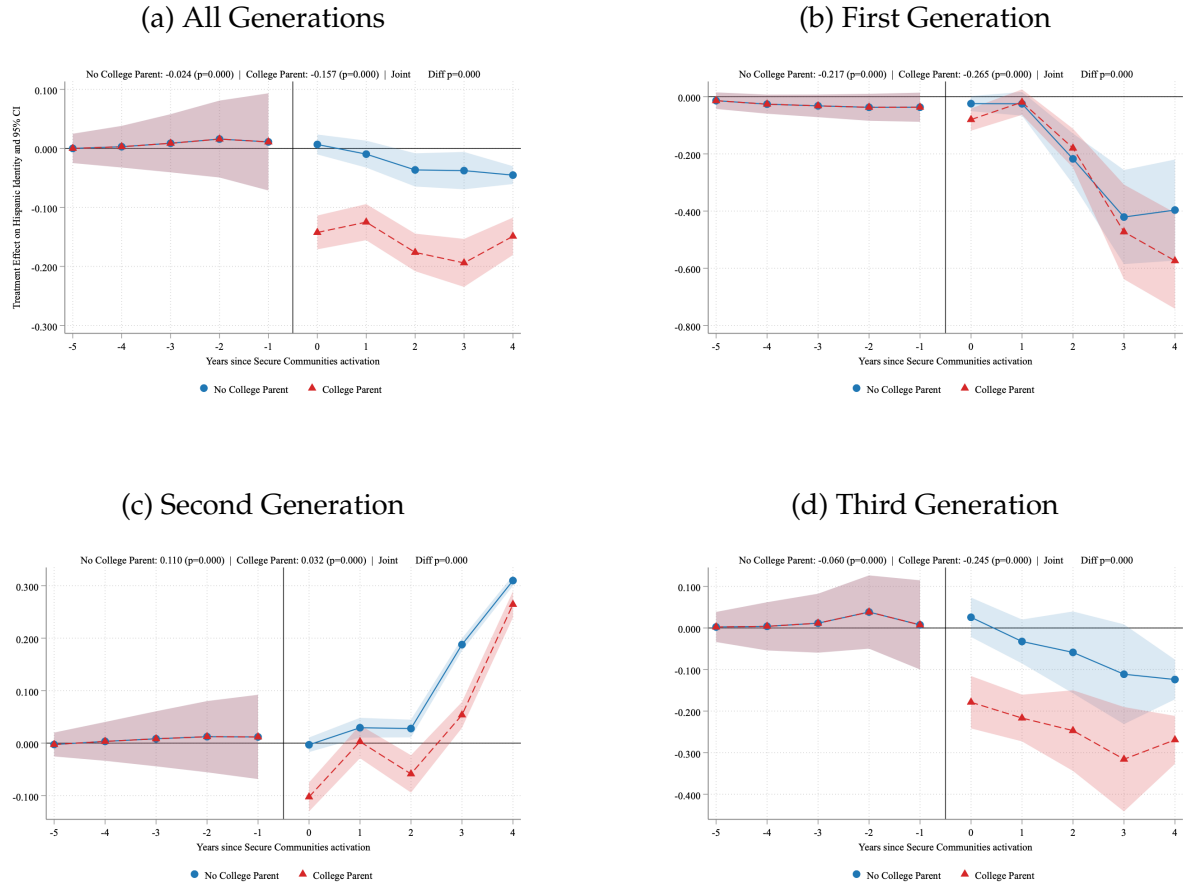 (a) All Generations
No College Parent: -0.024 (p=0.000) | College Parent: -0.157 (p=0.000) | Joint Diff p=0.000
Treatment Effect on Hispanic Identity and 95% CI
0.100
0.000
-0.100
-0.200
-0.300
-5 -4 -3 -2 -1 0 1 2 3 4
Years since Secure Communities activation
No College Parent College Parent
(b) First Generation
No College Parent: -0.217 (p=0.000) | College Parent: -0.265 (p=0.000) | Joint Diff p=0.000
0.000
-0.200
-0.400
-0.600
-0.800
-5 -4 -3 -2 -1 0 1 2 3 4
Years since Secure Communities activation
No College Parent College Parent
(c) Second Generation
No College Parent: 0.110 (p=0.000) | College Parent: 0.032 (p=0.000) | Joint Diff p=0.000
0.300
0.200
0.100
0.000
-0.100
-5 -4 -3 -2 -1 0 1 2 3 4
Years since Secure Communities activation
No College Parent College Parent
(d) Third Generation
No College Parent: -0.060 (p=0.000) | College Parent: -0.245 (p=0.000) | Joint Diff p=0.000
0.100
0.000
-0.100
-0.200
-0.300
-0.400
-5 -4 -3 -2 -1 0 1 2 3 4
Years since Secure Communities activation
No College Parent College Parent